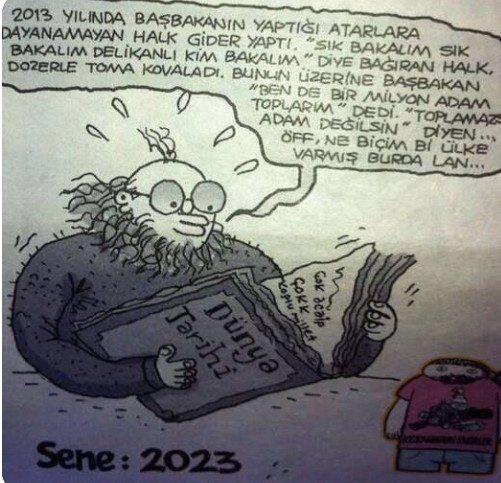 2013 YILINDA BAŞBAKANIN YAPTIĞI ATARLARA
DAYANAMAYAN HALK GİDER YAPTI. "SIK BAKALIM SIK
BAKALIM DELİKANLI KİM BAKALIM." DİYE BAĞIRAN HALK,
DOZERLE TOMA KOVALADI. BUNUN ÜZERİNE BAŞBAKAN
"BEN DE BİR MİLYON ADAM
TOPLARIM" DEDİ. "TOPLAMAZS
ADAM DEĞİLSİN" DİYEN...
ÖFF, NE BİÇİM Bİ ÜLKE
VARMIŞ BURDA LAN...
Çok acaip
Çokk
Dünya
Tarihi
Sene: 2023